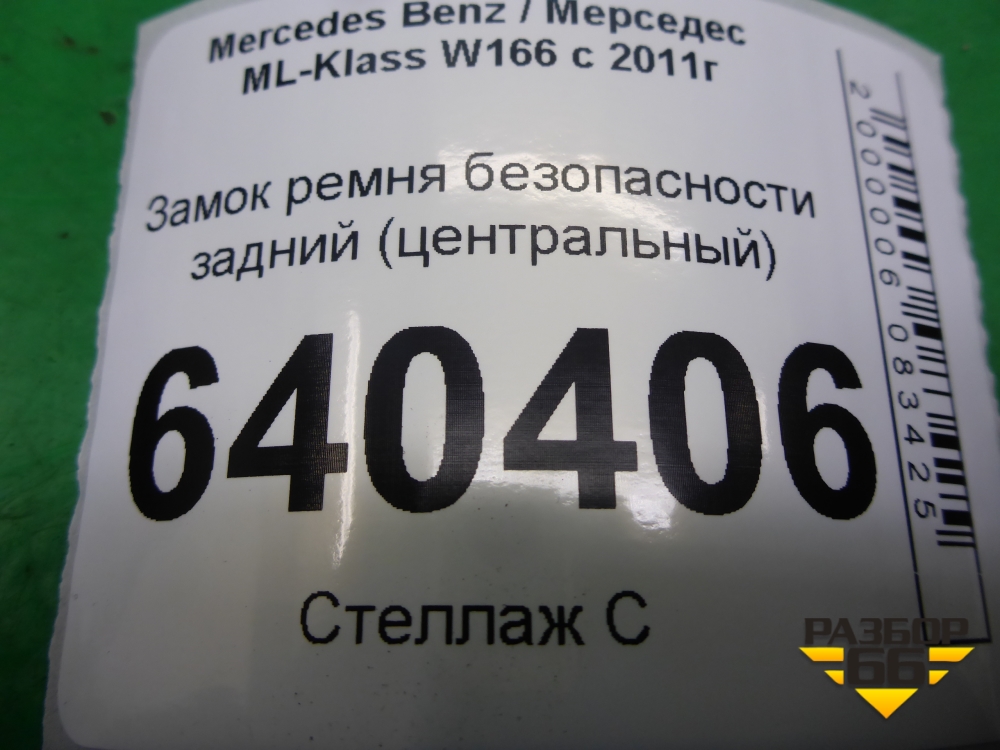 Mercedes Benz / Мерседес
ML-Klass W166 с 2011г
Замок ремня безопасности
задний (центральный)
640406
Стеллаж С
2000006083425
РАЗБОР
66